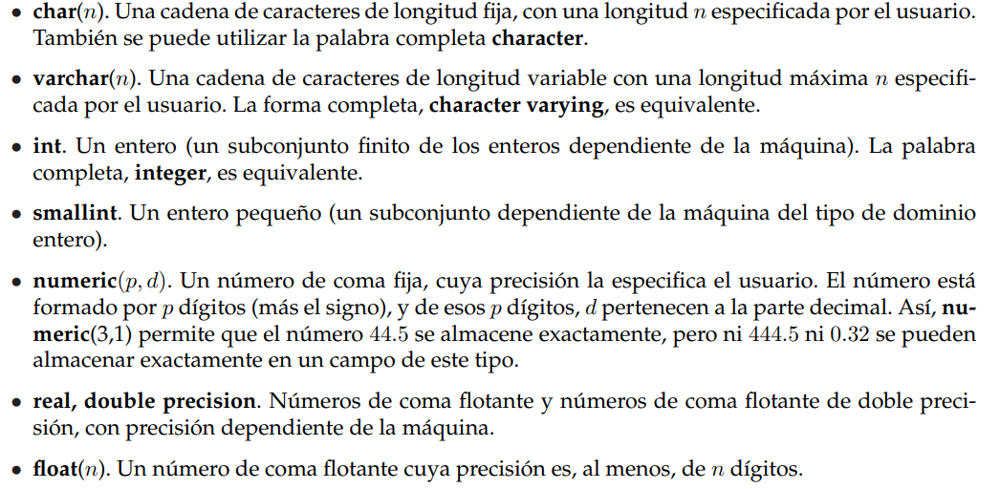 • char(n). Una cadena de caracteres de longitud fija, con una longitud n especificada por el usuario.
También se puede utilizar la palabra completa character.
• varchar(n). Una cadena de caracteres de longitud variable con una longitud máxima n especifi-
cada por el usuario. La forma completa, character varying, es equivalente.
• int. Un entero (un subconjunto finito de los enteros dependiente de la máquina). La palabra
completa, integer, es equivalente.
• smallint. Un entero pequeño (un subconjunto dependiente de la máquina del tipo de dominio
entero).
• numeric(p, d). Un número de coma fija, cuya precisión la especifica el usuario. El número está
formado por p dígitos (más el signo), y de esos p dígitos, d pertenecen a la parte decimal. Así, nu-
meric(3,1) permite que el número 44.5 se almacene exactamente, pero ni 444.5 ni 0.32 se pueden
almacenar exactamente en un campo de este tipo.
• real, double precision. Números de coma flotante y números de coma flotante de doble preci-
sión, con precisión dependiente de la máquina.
• float(n). Un número de coma flotante cuya precisión es, al menos, de n dígitos.